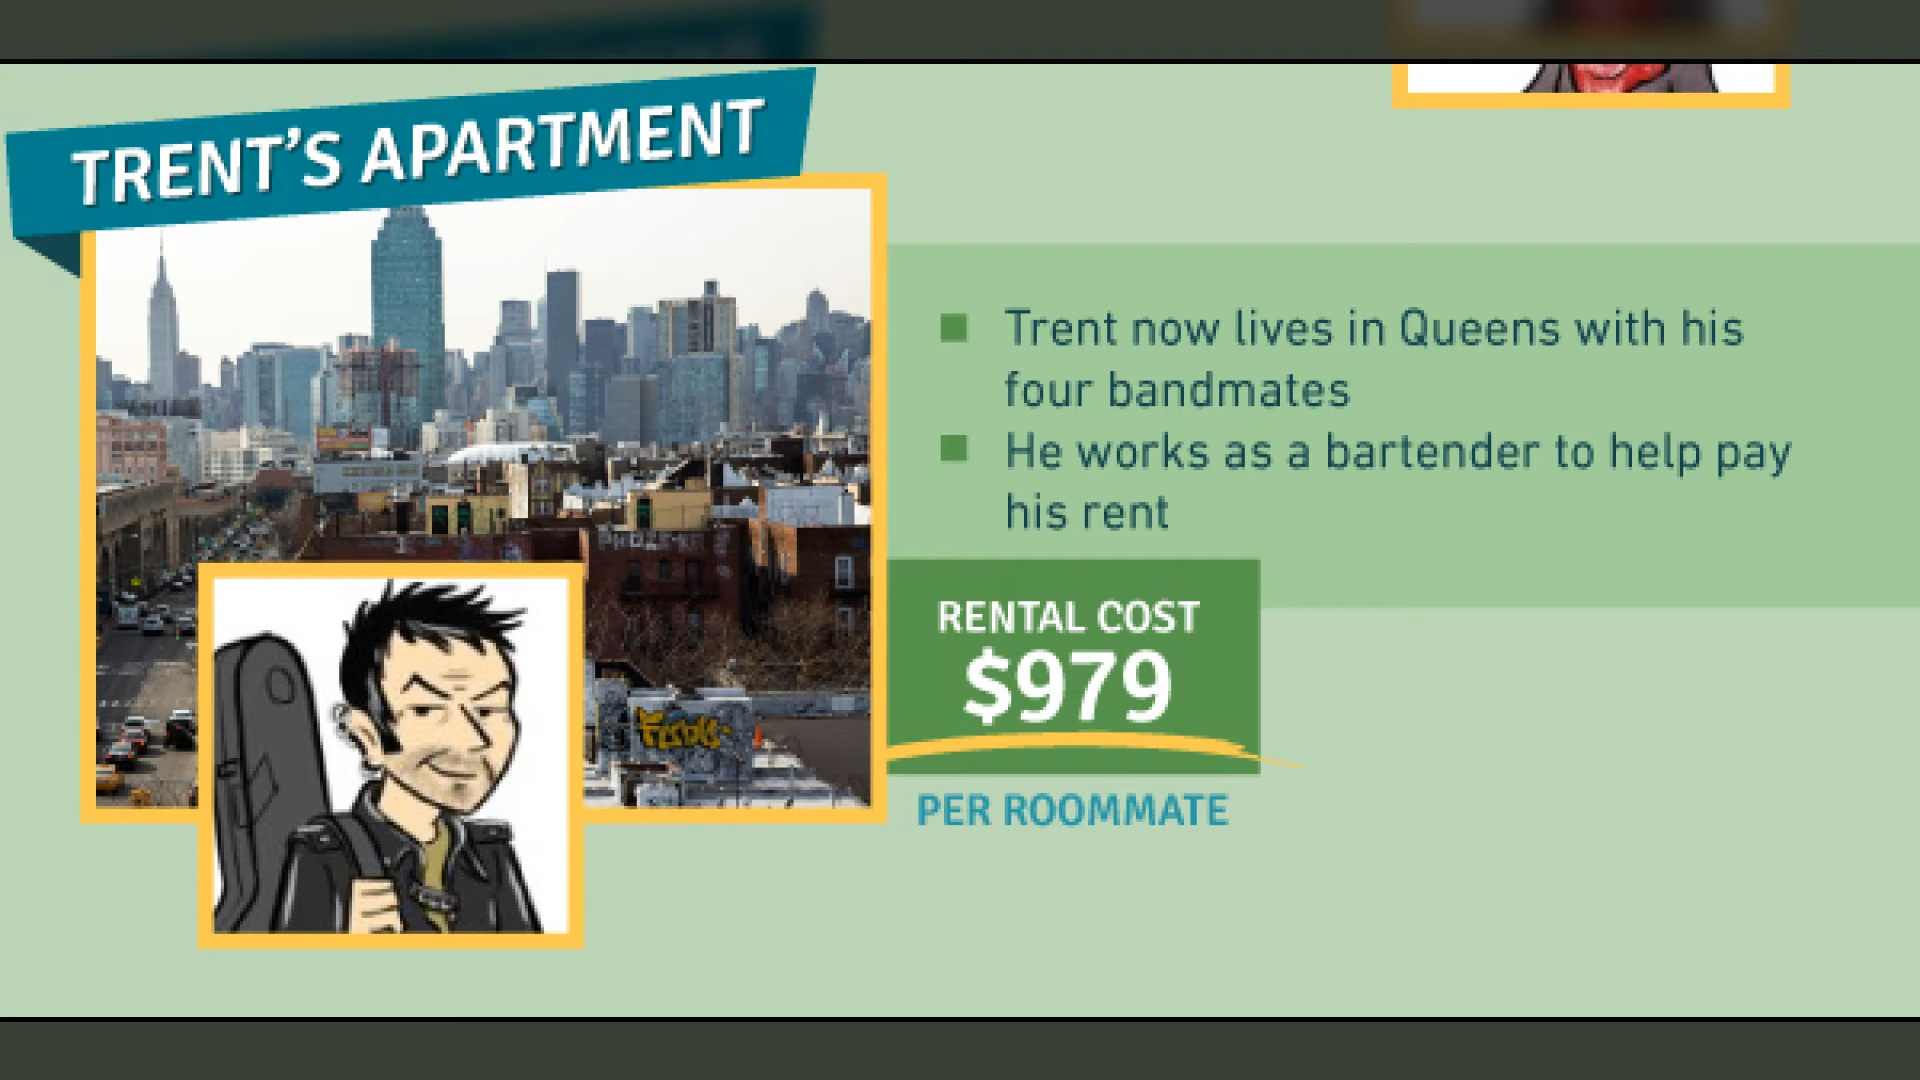 TRENT'S APARTMENT
Trent now lives in Queens with his
four bandmates
He works as a bartender to help pay
his rent
RENTAL COST
$979
PER ROOMMATE